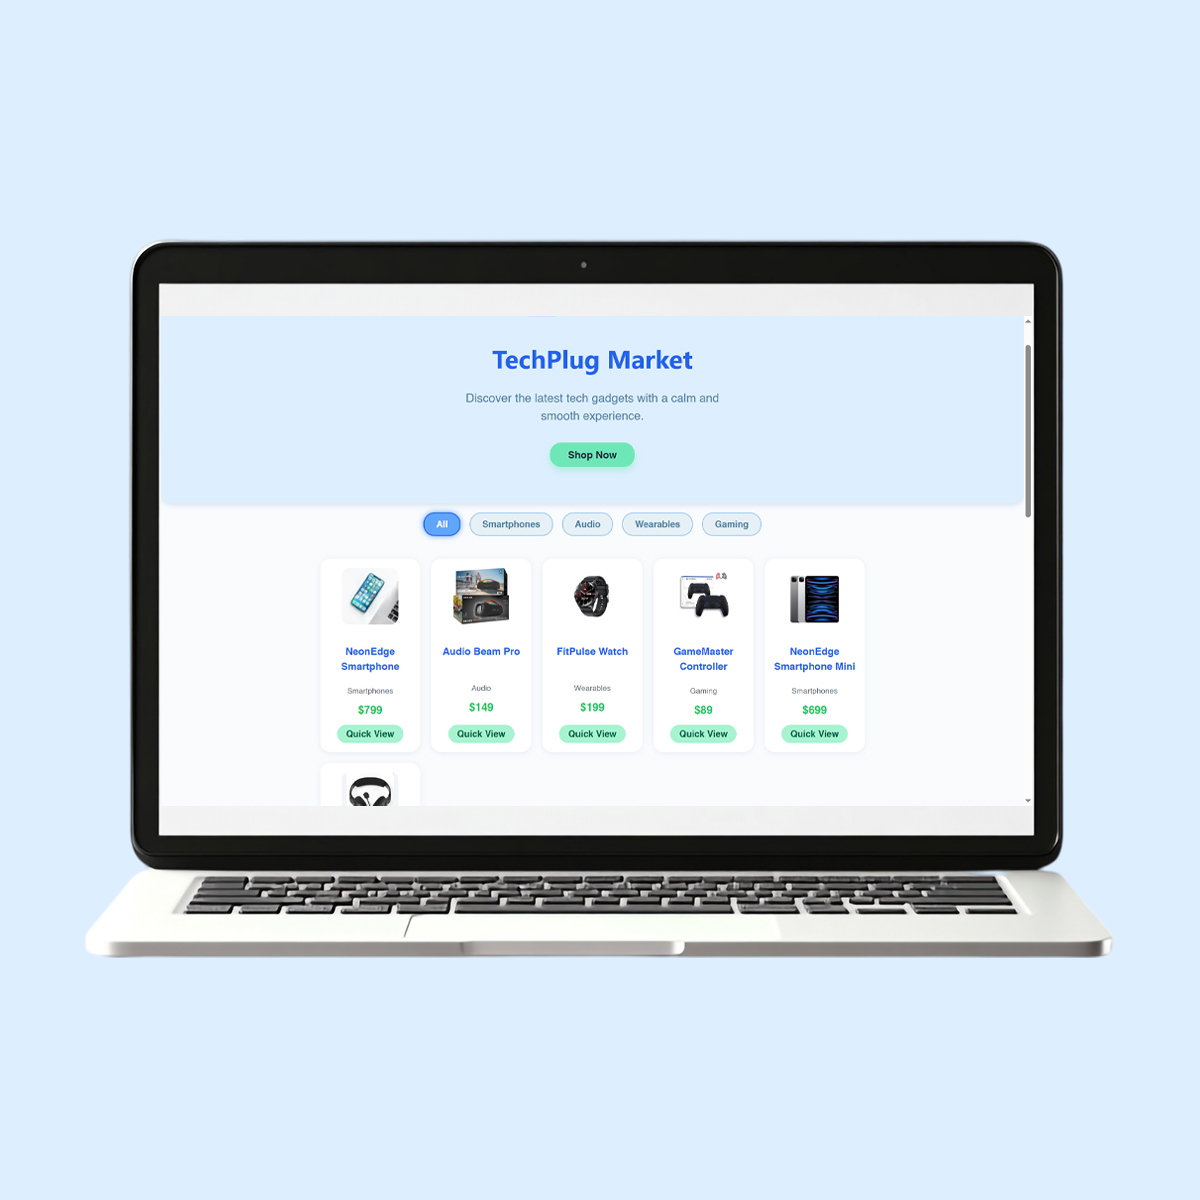 TechPlug Market
Discover the latest tech gadgets with a calm and
smooth experience.
Shop Now
All
Smartphones
Audio
Wearables
Gaming
NeonEdge
Smartphone
Smartphones
$799
Quick View
Audio Beam Pro
Audio
$149
Quick View
FitPulse Watch
Wearables
$199
Quick View
GameMaster
Controller
Gaming
$89
Quick View
NeonEdge
Smartphone Mini
Smartphones
$699
Quick View